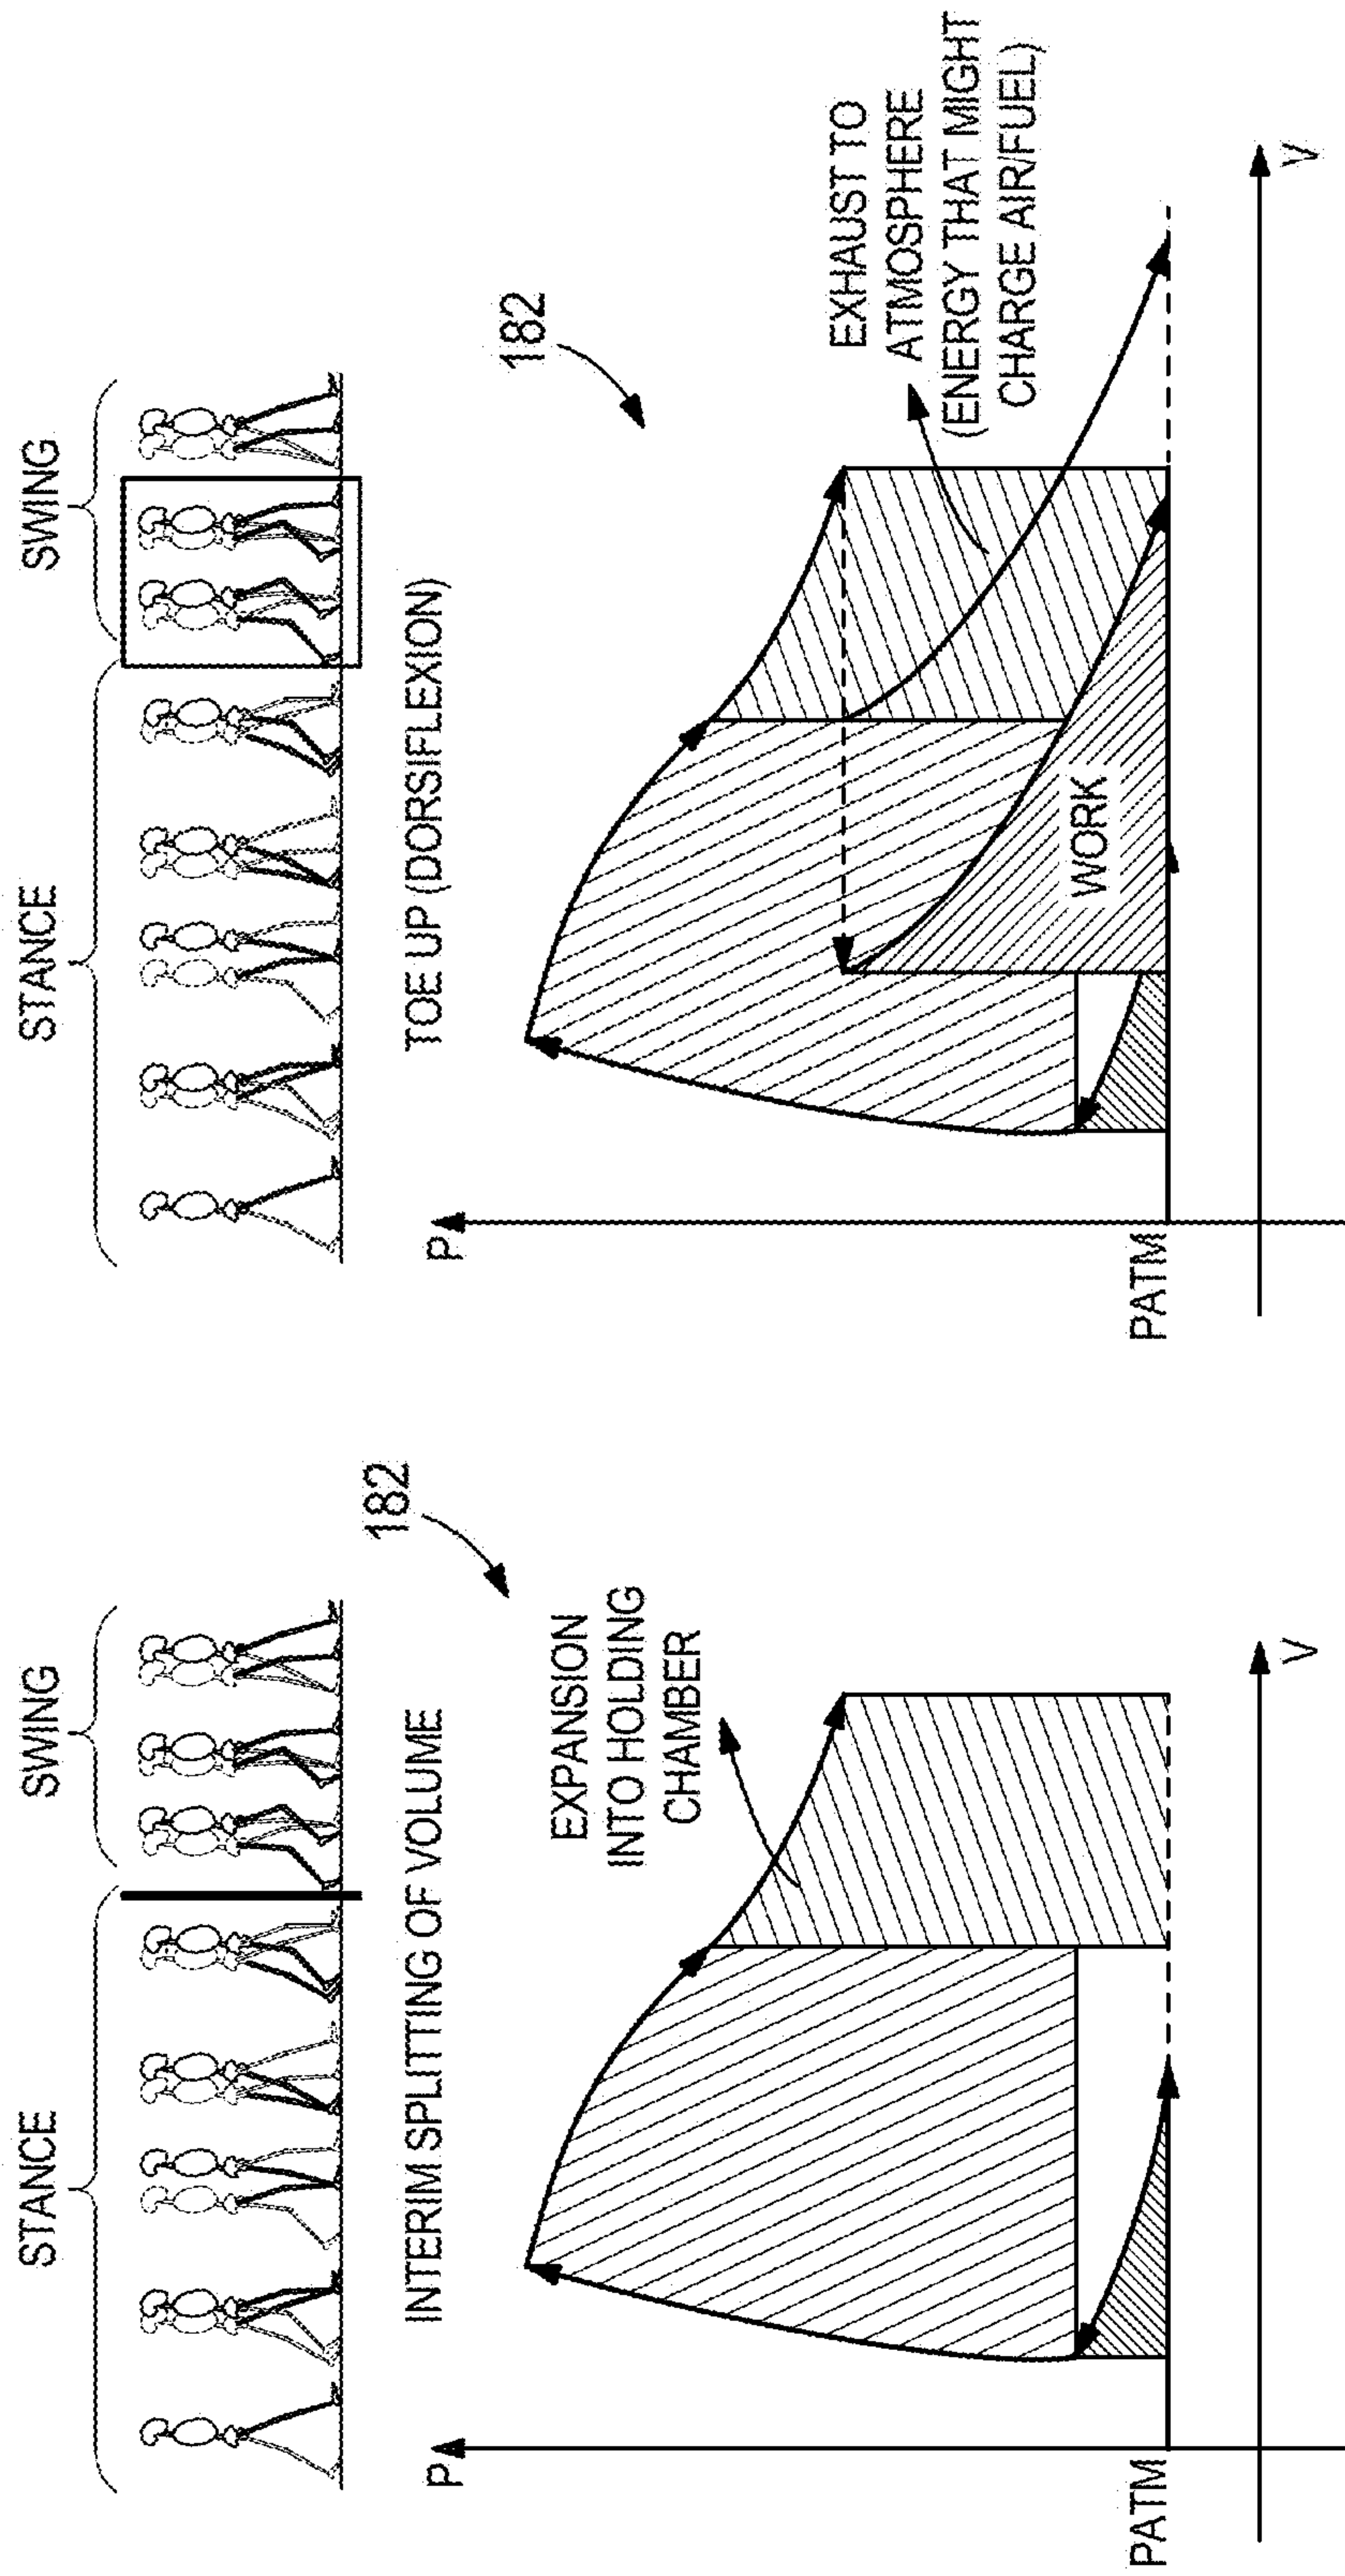 STANCE
SWING
INTERIM SPLITTING OF VOLUME
182
P
EXPANSION
INTO HOLDING
CHAMBER
PATM
V
STANCE
SWING
TOE UP (DORSIFLEXION)
182
P
EXHAUST TO
ATMOSPHERE
(ENERGY THAT MIGHT
CHARGE AIR/FUEL)
WORK
PATM
V